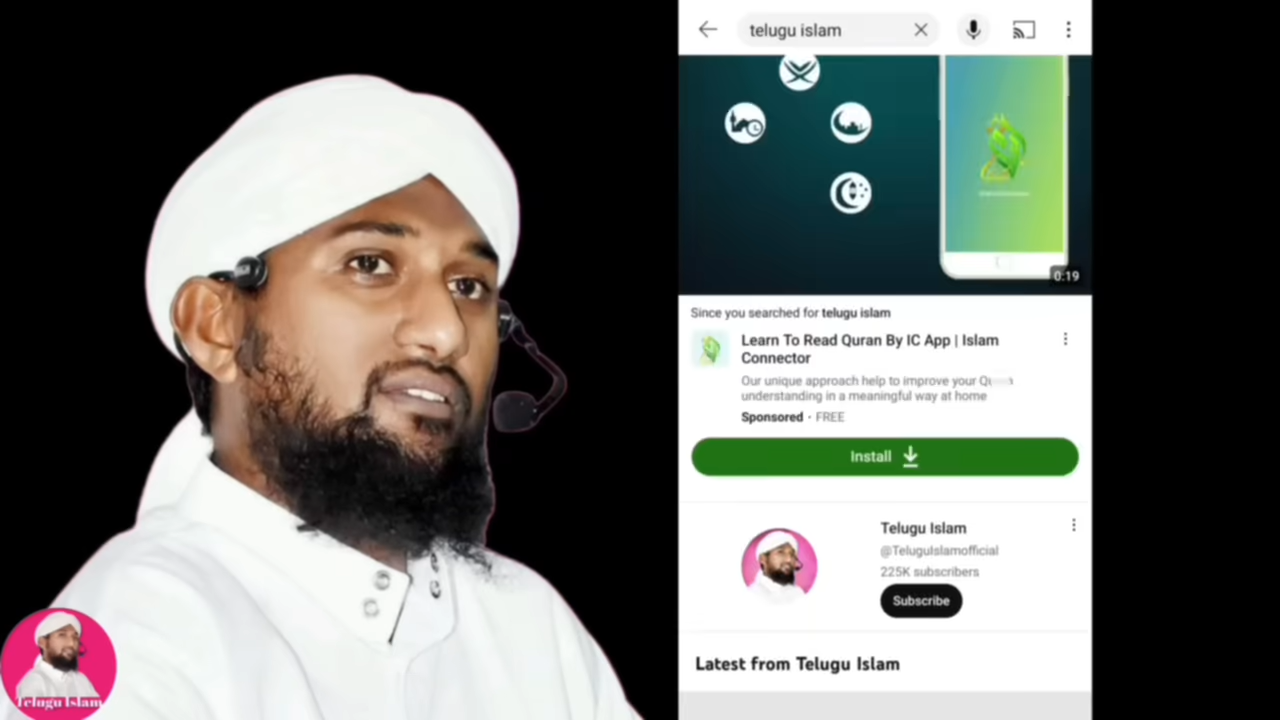 telugu islam
0:19
Since you searched for telugu islam
Learn To Read Quran By IC App | Islam
Connector
Our unique approach help to improve your
understanding in a meaningful way at home
Sponsored · FREE
Install
Telugu Islam
@TeluguIslamofficial
225K subscribers
Subscribe
Latest from Telugu Islam
Telugu Islam